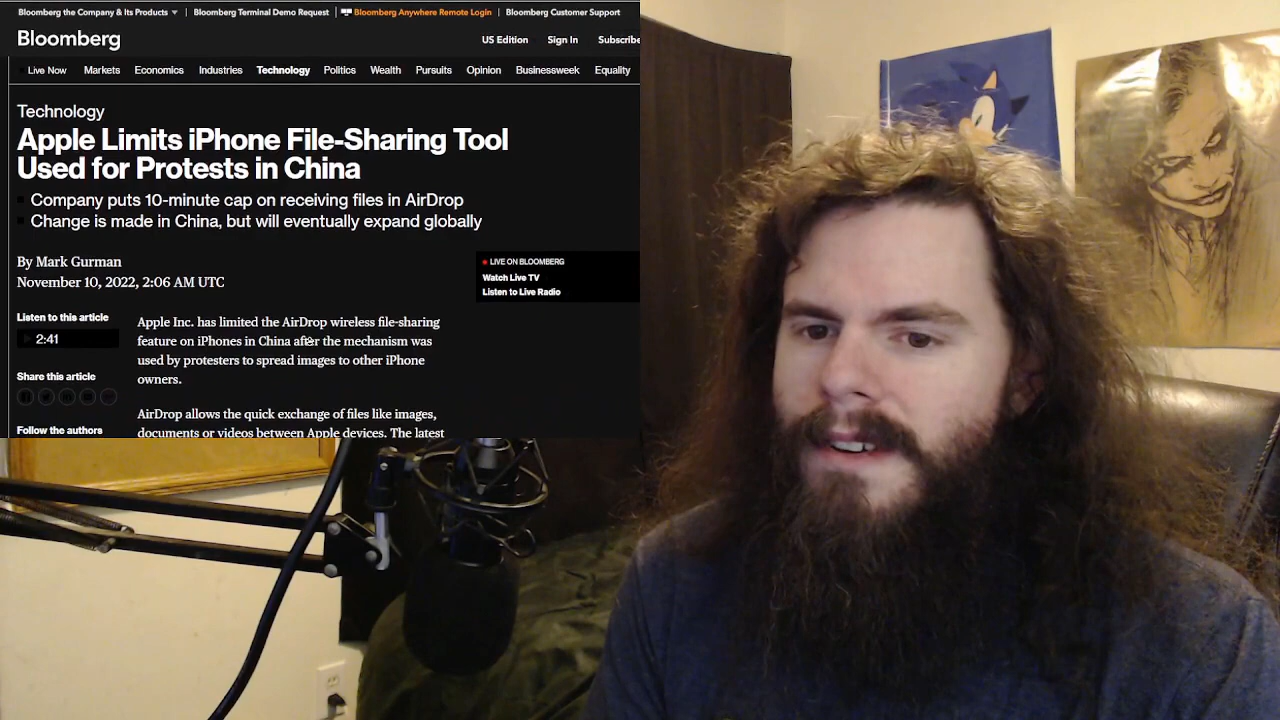 Bloomberg the Company & Its Products
Bloomberg Terminal Demo Request
Bloomberg Anywhere Remote Login
Bloomberg Customer Support
Bloomberg
US Edition
Sign In
Subscribe
Live Now
Markets
Economics
Industries
Technology
Politics
Wealth
Pursuits
Opinion
Businessweek
Equality
Technology
Apple Limits iPhone File-Sharing Tool
Used for Protests in China
Company puts 10-minute cap on receiving files in AirDrop
Change is made in China, but will eventually expand globally
By Mark Gurman
November 10, 2022, 2:06 AM UTC
LIVE ON BLOOMBERG
Watch Live TV
Listen to Live Radio
Listen to this article
2:41
Share this article
Follow the authors
Apple Inc. has limited the AirDrop wireless file-sharing
feature on iPhones in China after the mechanism was
used by protesters to spread images to other iPhone
owners.
AirDrop allows the quick exchange of files like images,
documents or videos between Apple devices. The latest